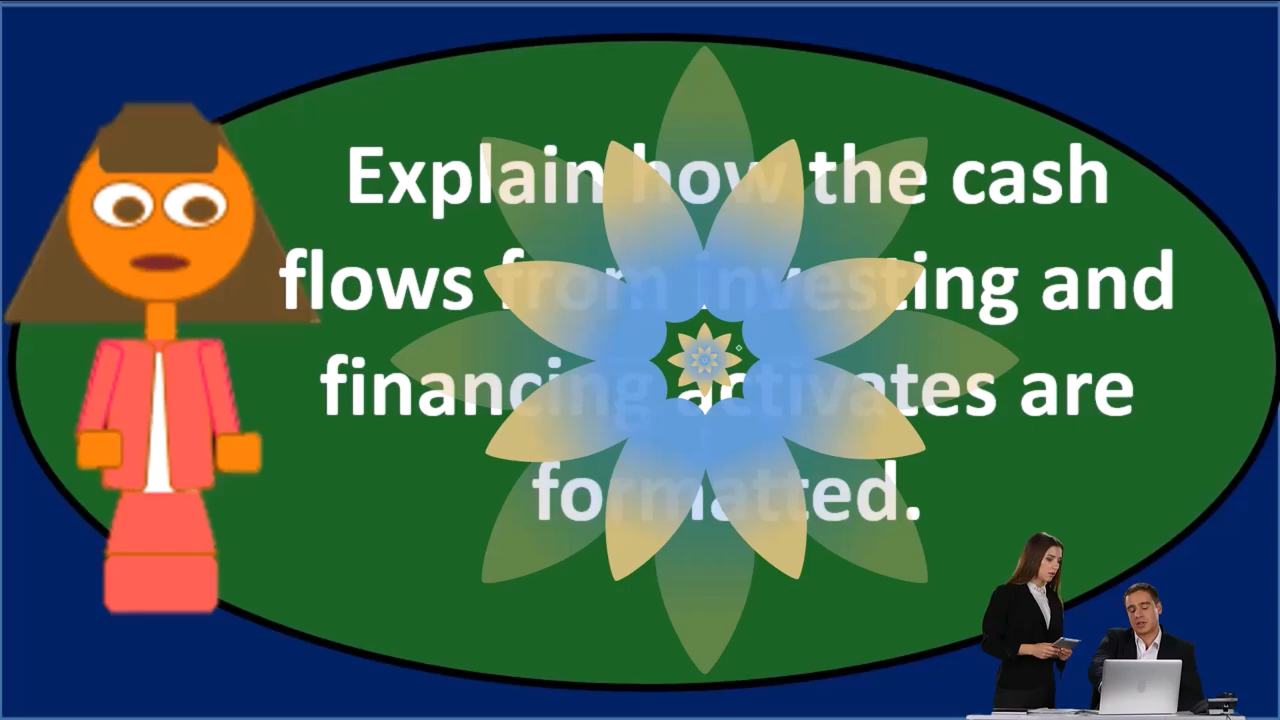 Explain how the cash
flows from investing and
financing activates are
formatted.